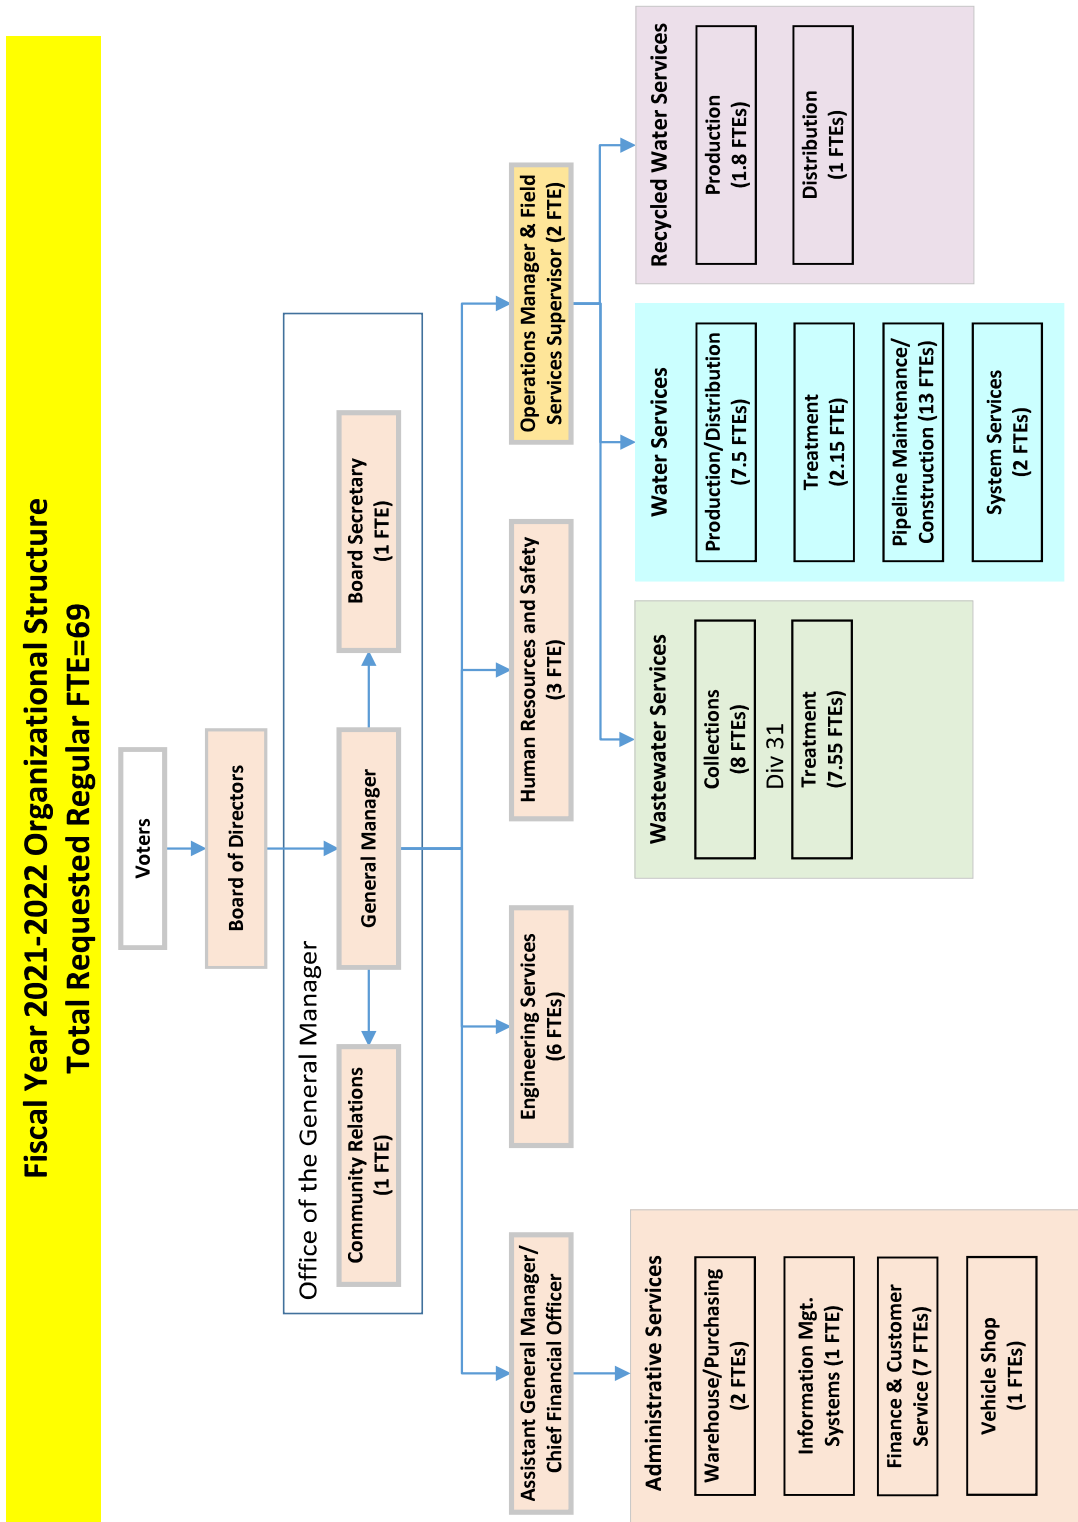 Fiscal Year 2021-2022 Organizational Structure
Total Requested Regular FTE=69
Voters
Board of Directors
Office of the General Manager
Community Relations
(1 FTE)
General Manager
Board Secretary
(1 FTE)
Assistant General Manager/
Chief Financial Officer
Engineering Services
(6 FTEs)
Human Resources and Safety
(3 FTE)
Operations Manager & Field
Services Supervisor (2 FTE)
Administrative Services
Warehouse/Purchasing
(2 FTEs)
Information Mgt.
Systems (1 FTE)
Finance & Customer
Service (7 FTEs)
Vehicle Shop
(1 FTEs)
Wastewater Services
Collections
(8 FTEs)
Div 31
Treatment
(7.55 FTEs)
Water Services
Production/Distribution
(7.5 FTEs)
Treatment
(2.15 FTE)
Pipeline Maintenance/
Construction (13 FTEs)
System Services
(2 FTEs)
Recycled Water Services
Production
(1.8 FTEs)
Distribution
(1 FTEs)